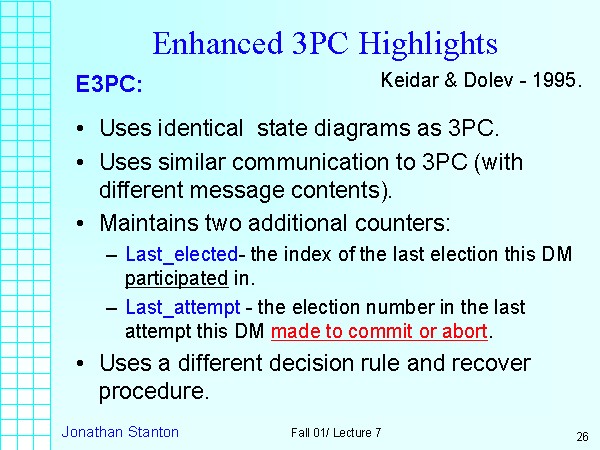 Enhanced 3PC Highlights
E3PC:
Keidar & Dolev - 1995.
• Uses identical state diagrams as 3PC.
• Uses similar communication to 3PC (with
different message contents).
• Maintains two additional counters:
– Last_elected- the index of the last election this DM
participated in.
– Last_attempt - the election number in the last
attempt this DM made to commit or abort.
• Uses a different decision rule and recover
procedure.
Jonathan Stanton
Fall 01/ Lecture 7
26